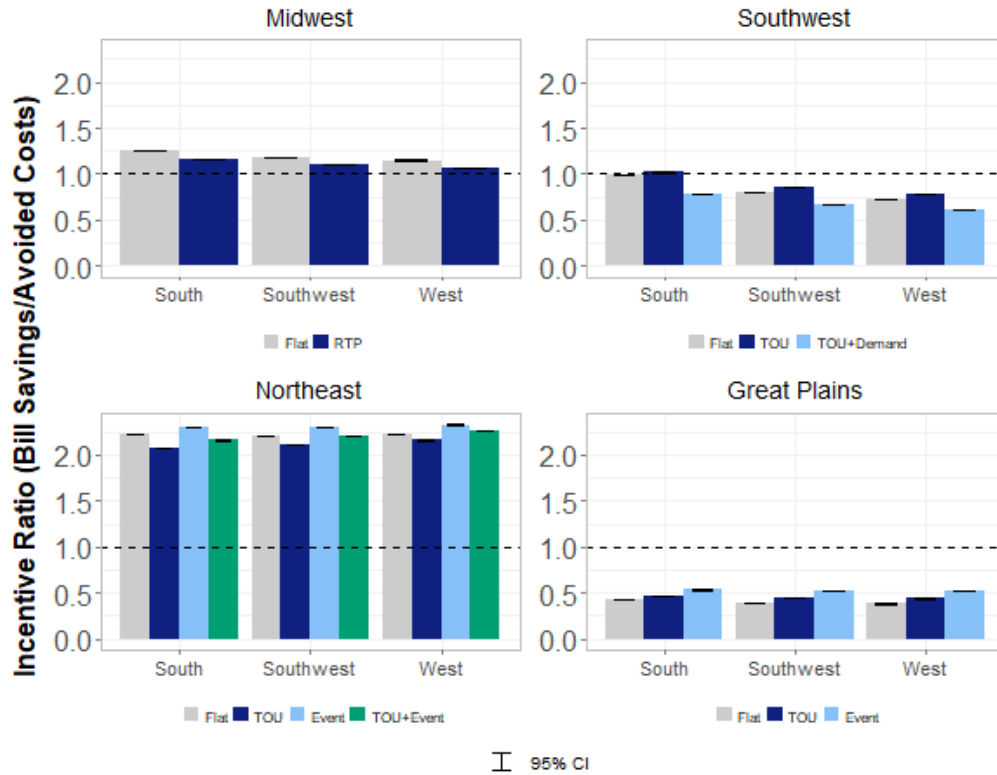 Incentive Ratio (Bill Savings/Avoided Costs)
Midwest
2.0
1.5
1.0
0.5
0.0
South Southwest West
Flat RTP
Southwest
2.0
1.5
1.0
0.5
0.0
South Southwest West
Flat TOU TOU+Demand
Northeast
2.0
1.5
1.0
0.5
0.0
South Southwest West
Flat TOU Event TOU+Event
Great Plains
2.0
1.5
1.0
0.5
0.0
South Southwest West
Flat TOU Event
95% CI